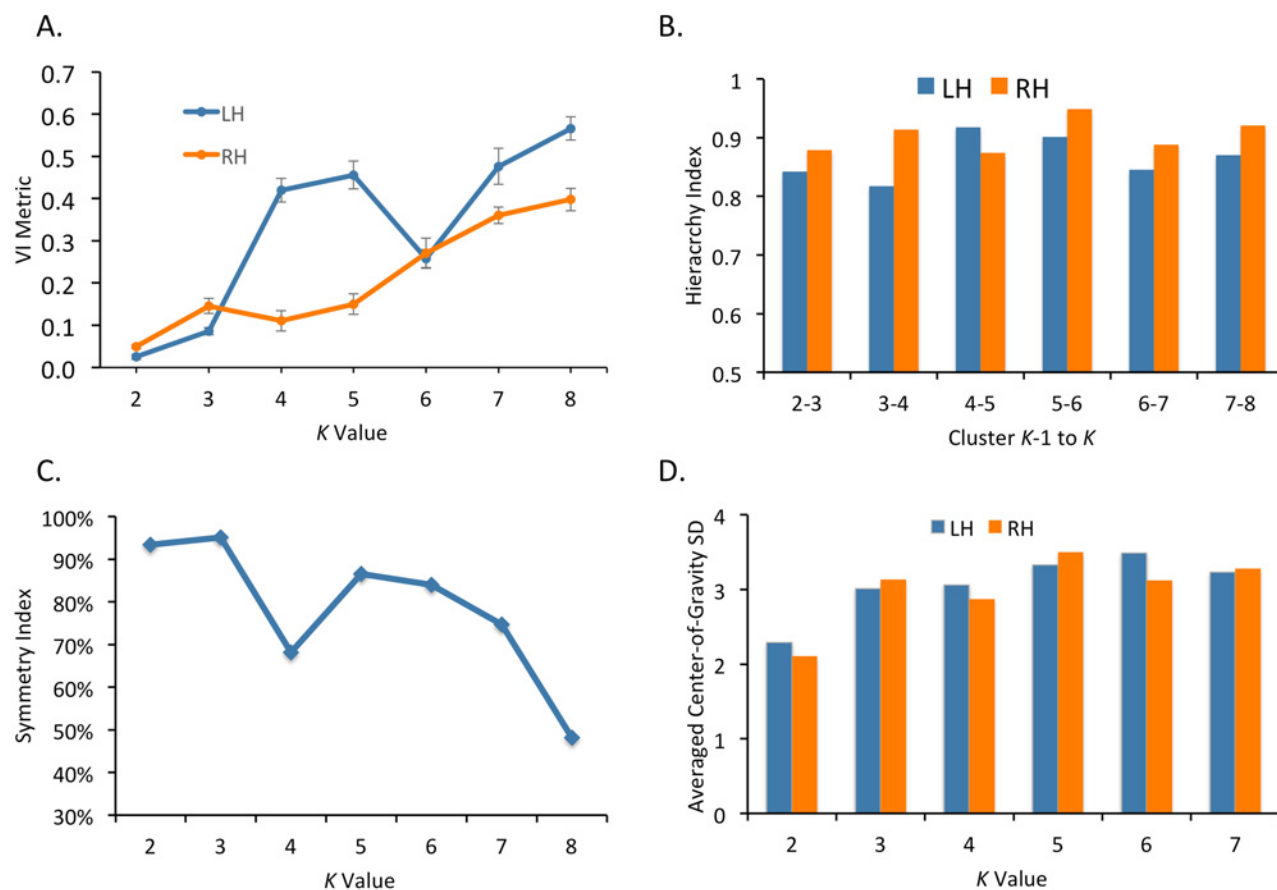 A.
0.7
0.6
0.5
0.4
0.3
0.2
0.1
0.0
VI Metric
LH
RH
2 3 4 5 6 7 8
K Value
B.
1
0.9
0.8
0.7
0.6
0.5
Hieracrchy Index
LH RH
2-3 3-4 4-5 5-6 6-7 7-8
Cluster K-1 to K
C.
100%
90%
80%
70%
60%
50%
40%
30%
Symmetry Index
2 3 4 5 6 7 8
K Value
D.
4
3
2
1
0
Averaged Center-of-Gravity SD
LH RH
2 3 4 5 6 7
K Value